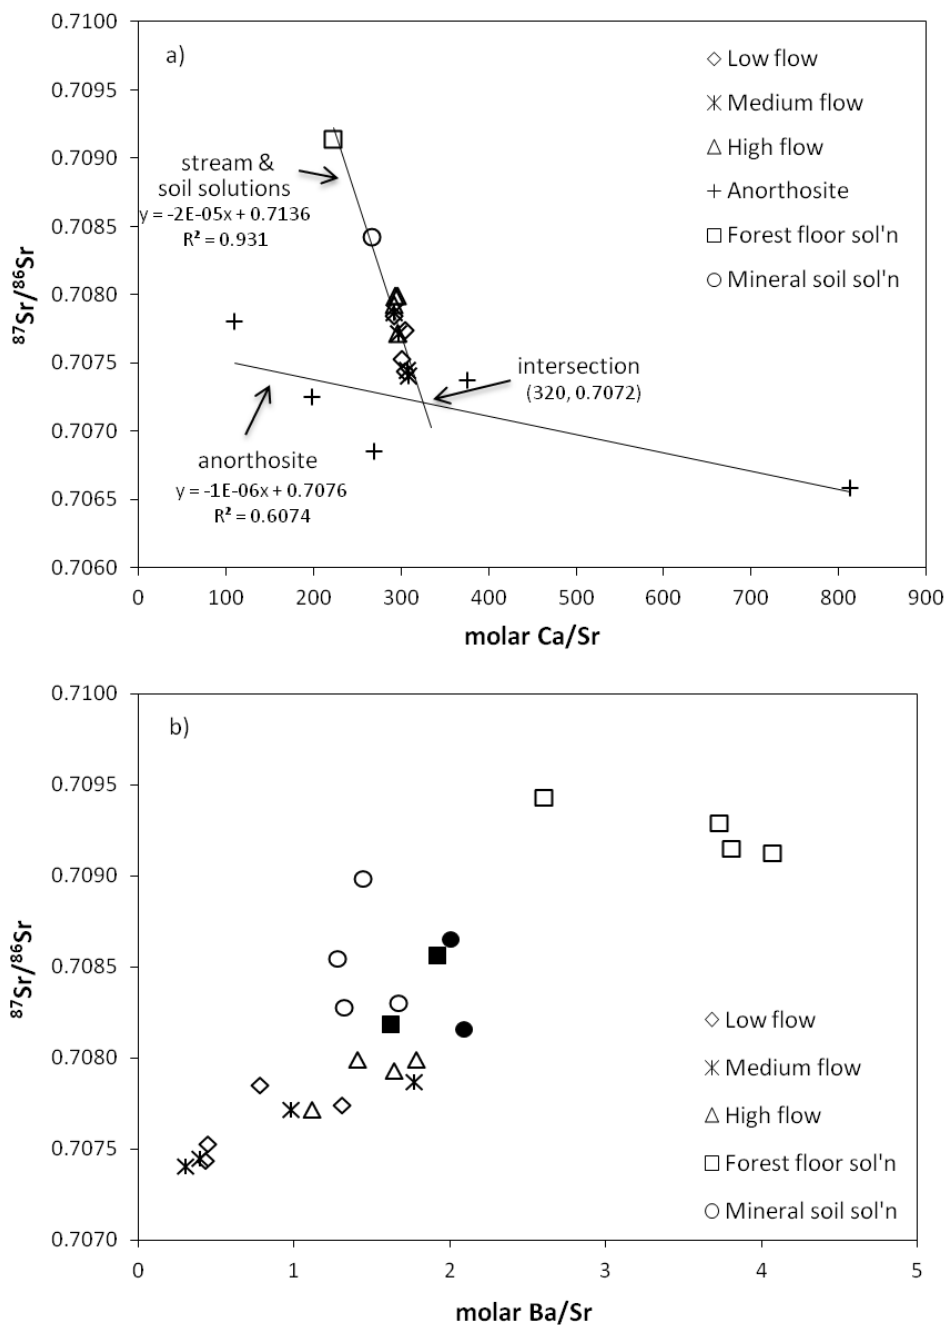 a)
0.7100
0.7095
0.7090
0.7085
0.7080
0.7075
0.7070
0.7065
0.7060
⁸⁷Sr/⁸⁶Sr
Low flow
Medium flow
High flow
Anorthosite
Forest floor sol'n
Mineral soil sol'n
stream &
soil solutions
y = -2E-05x + 0.7136
R² = 0.931
intersection
(320, 0.7072)
anorthosite
y = -1E-06x + 0.7076
R² = 0.6074
0 100 200 300 400 500 600 700 800 900
molar Ca/Sr
b)
0.7100
0.7095
0.7090
0.7085
0.7080
0.7075
0.7070
⁸⁷Sr/⁸⁶Sr
Low flow
Medium flow
High flow
Forest floor sol'n
Mineral soil sol'n
0 1 2 3 4 5
molar Ba/Sr